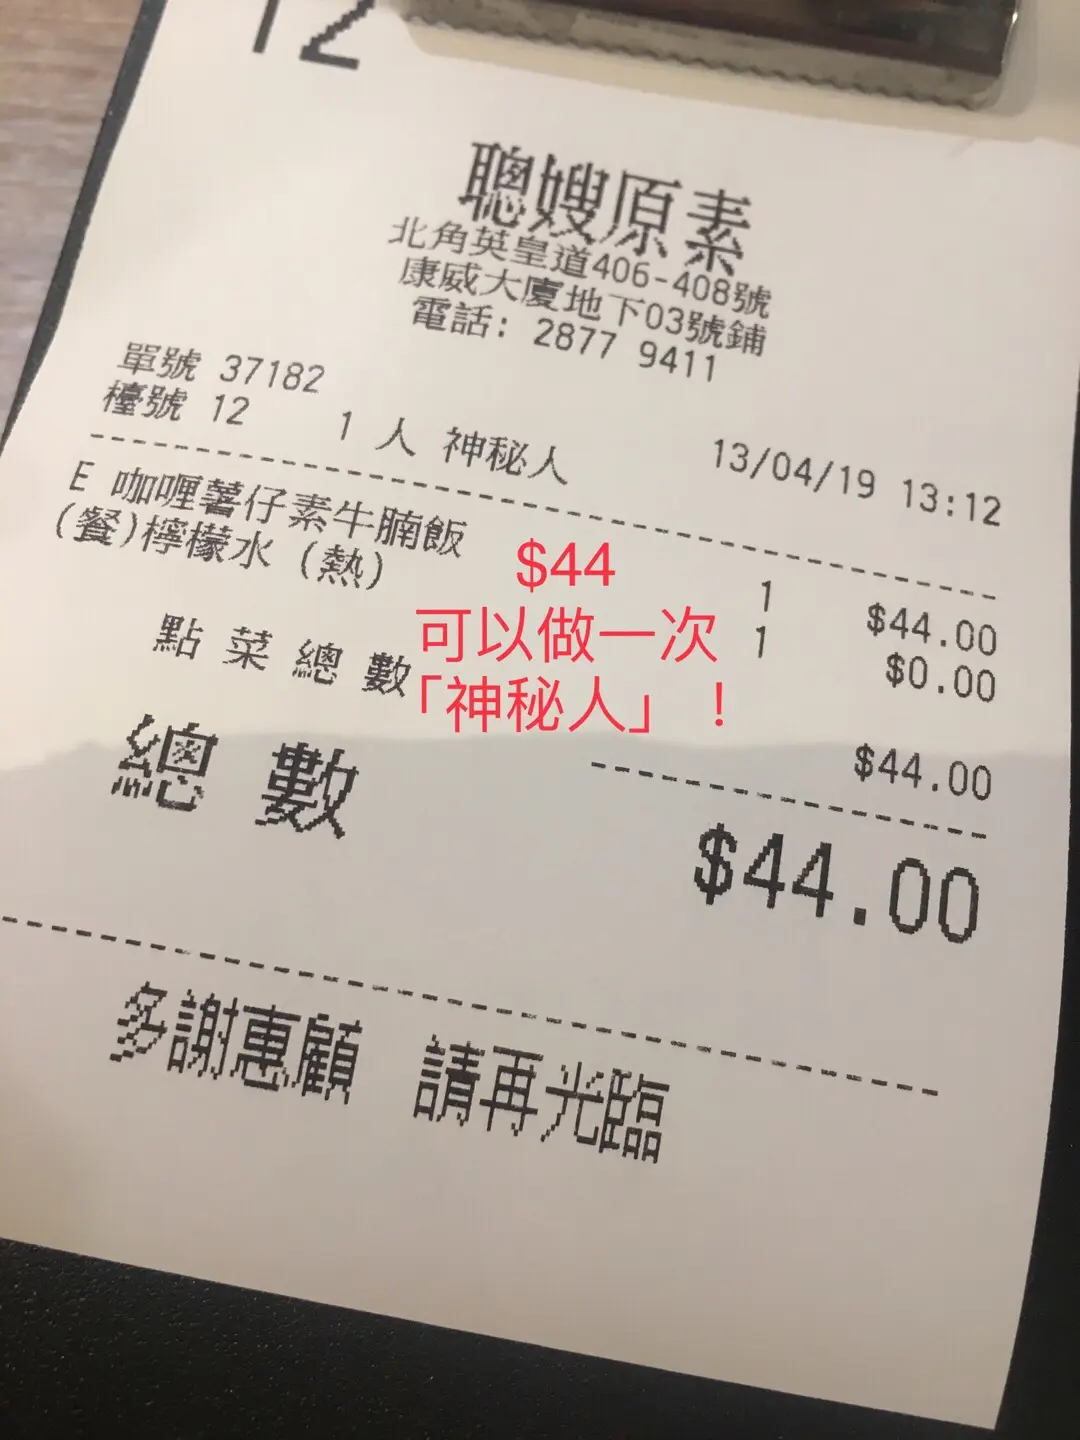 12
聰嫂原素
北角英皇道406-408號
康威大廈地下03號鋪
電話: 2877 9411
單號 37182
檯號 12 1 人 神秘人 13/04/19 13:12
E 咖喱薯仔素牛腩飯 1 $44.00
(餐)檸檬水 (熱) 1 $0.00
$44
可以做一次
「神秘人」！
點菜總數 $44.00
總數 $44.00
多謝惠顧 請再光臨